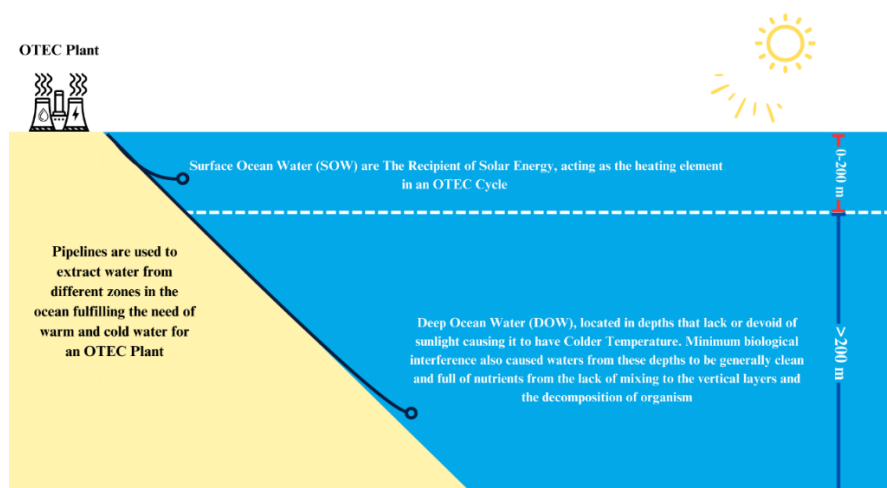 OTEC Plant
Surface Ocean Water (SOW) are The Recipient of Solar Energy, acting as the heating element
in an OTEC Cycle
0-200 m
Pipelines are used to
extract water from
different zones in the
ocean fulfilling the need of
warm and cold water for
an OTEC Plant
Deep Ocean Water (DOW), located in depths that lack or devoid of
sunlight causing it to have Colder Temperature. Minimum biological
interference also caused waters from these depths to be generally clean
and full of nutrients from the lack of mixing to the vertical layers and
the decomposition of organism
>200 m